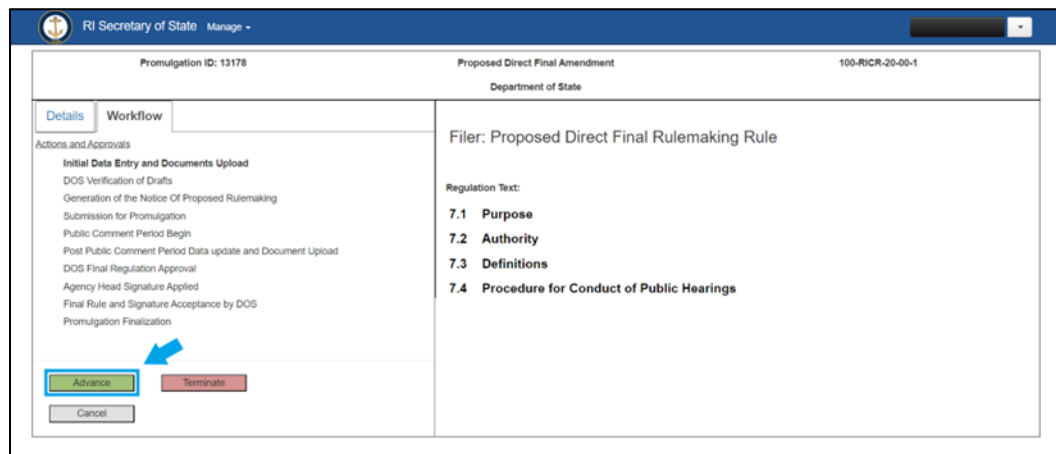 RI Secretary of State Manage
Promulgation ID: 13178 Proposed Direct Final Amendment 100-RICR-20-00-1
Department of State
Details Workflow
Actions and Approvals
Initial Data Entry and Documents Upload
DOS Verification of Drafts
Generation of the Notice Of Proposed Rulemaking
Submission for Promulgation
Public Comment Period Begin
Post Public Comment Period Data update and Document Upload
DOS Final Regulation Approval
Agency Head Signature Applied
Final Rule and Signature Acceptance by DOS
Promulgation Finalization
Advance Terminate
Cancel
Filer: Proposed Direct Final Rulemaking Rule
Regulation Text:
7.1 Purpose
7.2 Authority
7.3 Definitions
7.4 Procedure for Conduct of Public Hearings